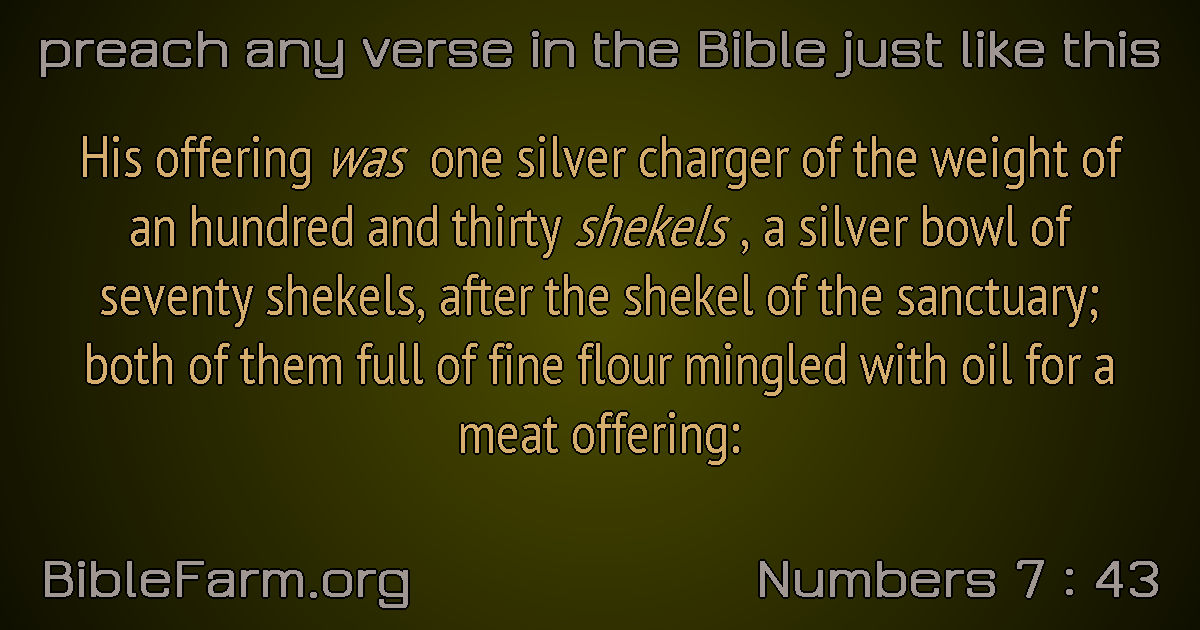 preach any verse in the Bible just like this
His offering was one silver charger of the weight of
an hundred and thirty shekels , a silver bowl of
seventy shekels, after the shekel of the sanctuary;
both of them full of fine flour mingled with oil for a
meat offering:
BibleFarm.org
Numbers 7 : 43